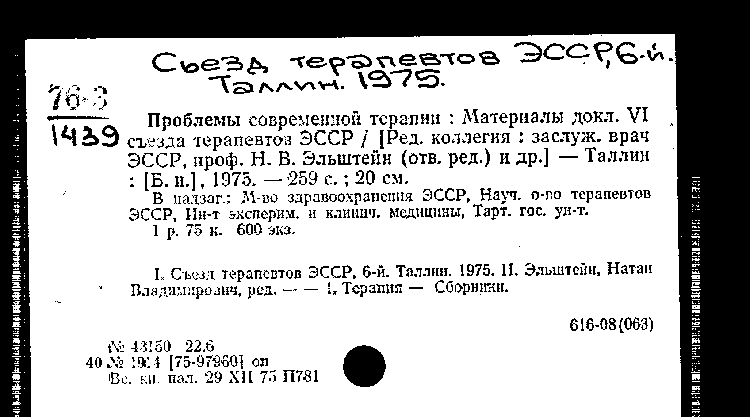 Съезд терапевтов ЭССР, 6-й.
Таллин. 1975.
76-3
1439
Проблемы современной терапии : Материалы докл. VI
съезда терапевтов ЭССР / [Ред. коллегия : заслуж. врач
ЭССР, проф. Н. В. Эльштейн (отв. ред.) и др.] — Таллин
: [Б. и.], 1975. — 259 с. ; 20 см.
В надзаг.: М-во здравоохранения ЭССР, Науч. о-во терапевтов
ЭССР, Ин-т эксперим. и клинич. медицины, Тарт. гос. ун-т.
1 р. 75 к. 600 экз.
I. Съезд терапевтов ЭССР, 6-й. Таллин. 1975. II. Эльштейн, Натан
Владимирович, ред. — — 1. Терапия — Сборники.
616-08(063)
№ 43150 22.6
40 № 1914 [75-97960] оп
Вс. кн. пал. 29 XII 75 П781